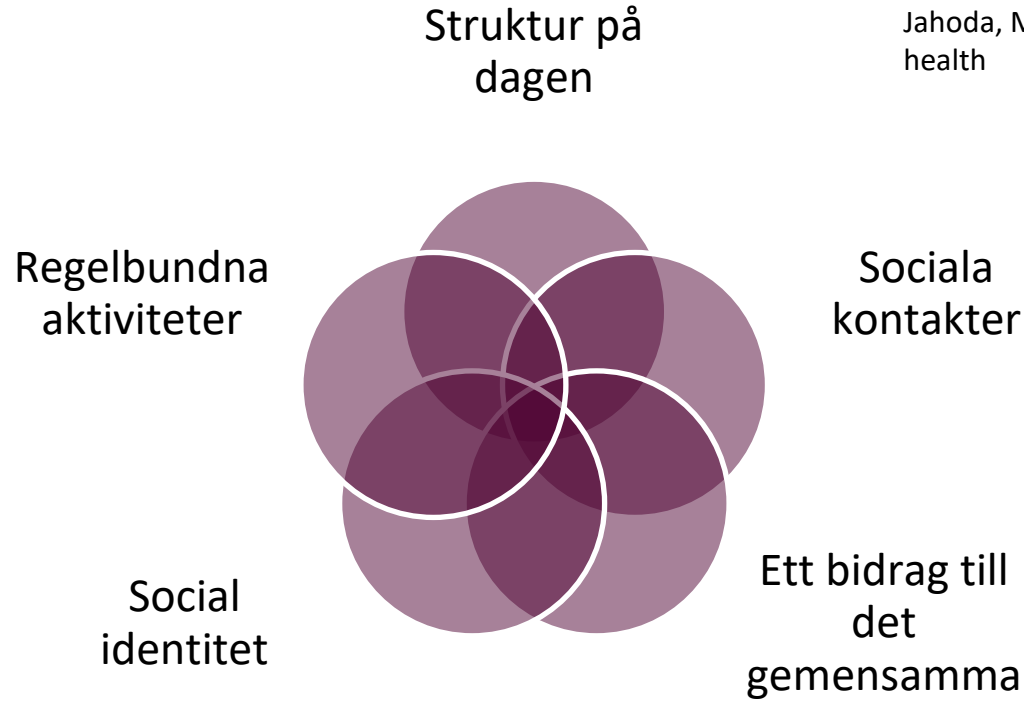 Struktur på
dagen
Jahoda, M
health
Regelbundna
aktiviteter
Sociala
kontakter
Social
identitet
Ett bidrag till
det
gemensamma